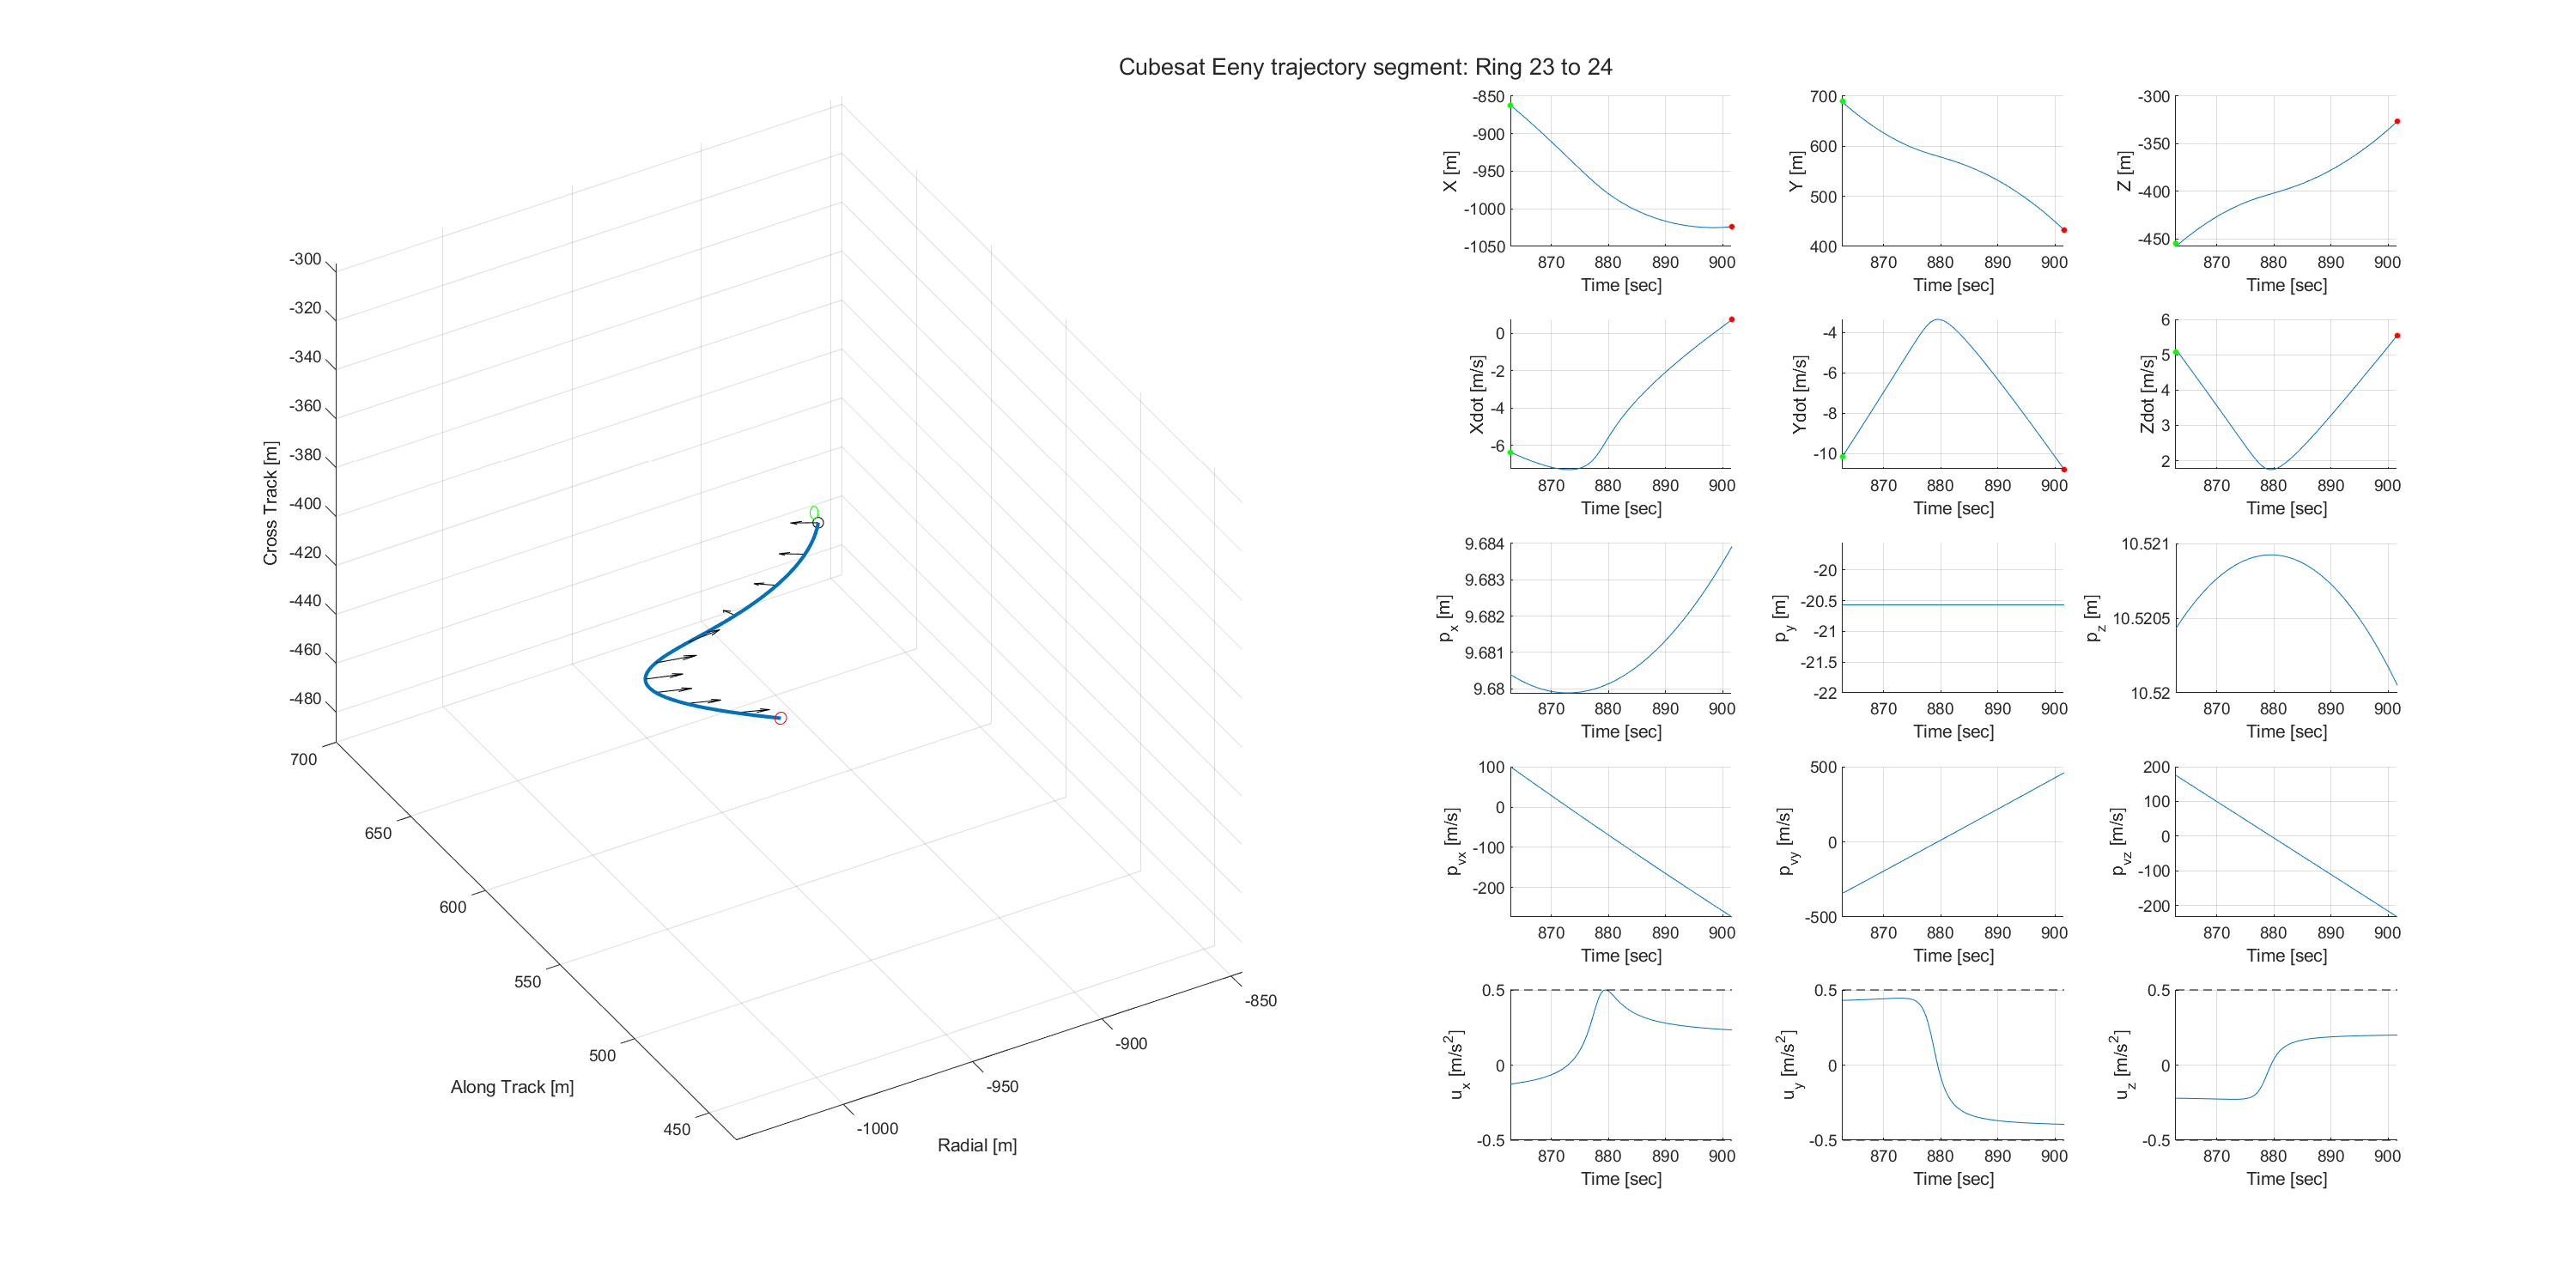 Cubesat Eeny trajectory segment: Ring 23 to 24
-300
-320
-340
-360
-380
-400
-420
-440
-460
-480
Cross Track [m]
700
650
600
550
500
450
Along Track [m]
-1000
-950
-900
-850
Radial [m]
-850
-900
-950
-1000
-1050
X [m]
870 880 890 900
Time [sec]
700
600
500
400
Y [m]
870 880 890 900
Time [sec]
-300
-350
-400
-450
Z [m]
870 880 890 900
Time [sec]
0
-2
-4
-6
Xdot [m/s]
870 880 890 900
Time [sec]
-4
-6
-8
-10
Ydot [m/s]
870 880 890 900
Time [sec]
6
5
4
3
2
Zdot [m/s]
870 880 890 900
Time [sec]
9.684
9.683
9.682
9.681
9.68
p_x [m]
870 880 890 900
Time [sec]
-20
-20.5
-21
-21.5
-22
p_y [m]
870 880 890 900
Time [sec]
10.521
10.5205
10.52
p_z [m]
870 880 890 900
Time [sec]
100
0
-100
-200
p_vx [m/s]
870 880 890 900
Time [sec]
500
0
-500
p_vy [m/s]
870 880 890 900
Time [sec]
200
100
0
-100
-200
p_vz [m/s]
870 880 890 900
Time [sec]
0.5
0
-0.5
u_x [m/s²]
870 880 890 900
Time [sec]
0.5
0
-0.5
u_y [m/s²]
870 880 890 900
Time [sec]
0.5
0
-0.5
u_z [m/s²]
870 880 890 900
Time [sec]